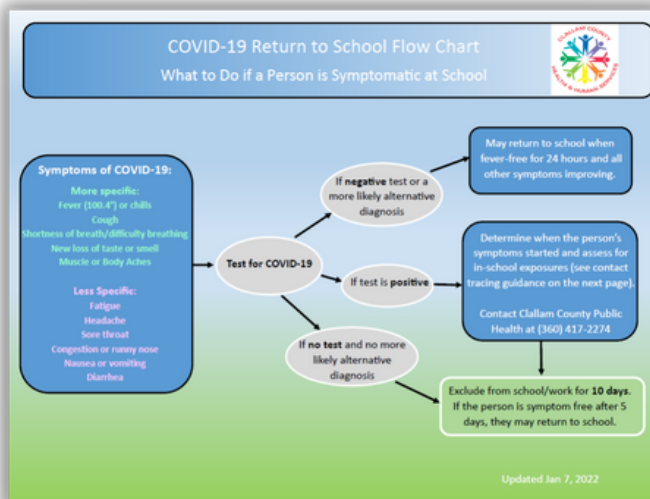 COVID-19 Return to School Flow Chart
What to Do if a Person is Symptomatic at School
CLALLAM COUNTY
HEALTH & HUMAN SERVICES
Symptoms of COVID-19:
More specific:
Fever (100.4°) or chills
Cough
Shortness of breath/difficulty breathing
New loss of taste or smell
Muscle or Body Aches
Less Specific:
Fatigue
Headache
Sore throat
Congestion or runny nose
Nausea or vomiting
Diarrhea
Test for COVID-19
If negative test or a
more likely alternative
diagnosis
May return to school when
fever-free for 24 hours and all
other symptoms improving.
If test is positive
Determine when the person's
symptoms started and assess for
in-school exposures (see contact
tracing guidance on the next page).
Contact Clallam County Public
Health at (360) 417-2274
If no test and no more
likely alternative
diagnosis
Exclude from school/work for 10 days.
If the person is symptom free after 5
days, they may return to school.
Updated Jan 7, 2022